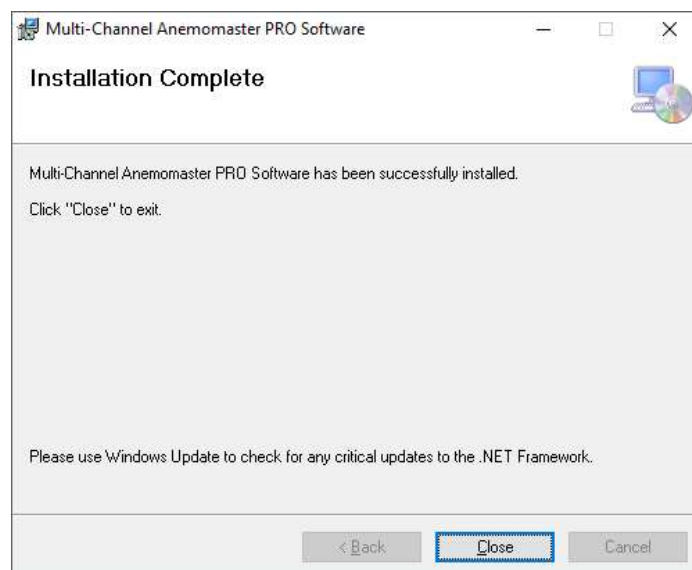 Multi-Channel Anemomaster PRO Software
Installation Complete
Multi-Channel Anemomaster PRO Software has been successfully installed.
Click "Close" to exit.
Please use Windows Update to check for any critical updates to the .NET Framework.
< Back
Close
Cancel